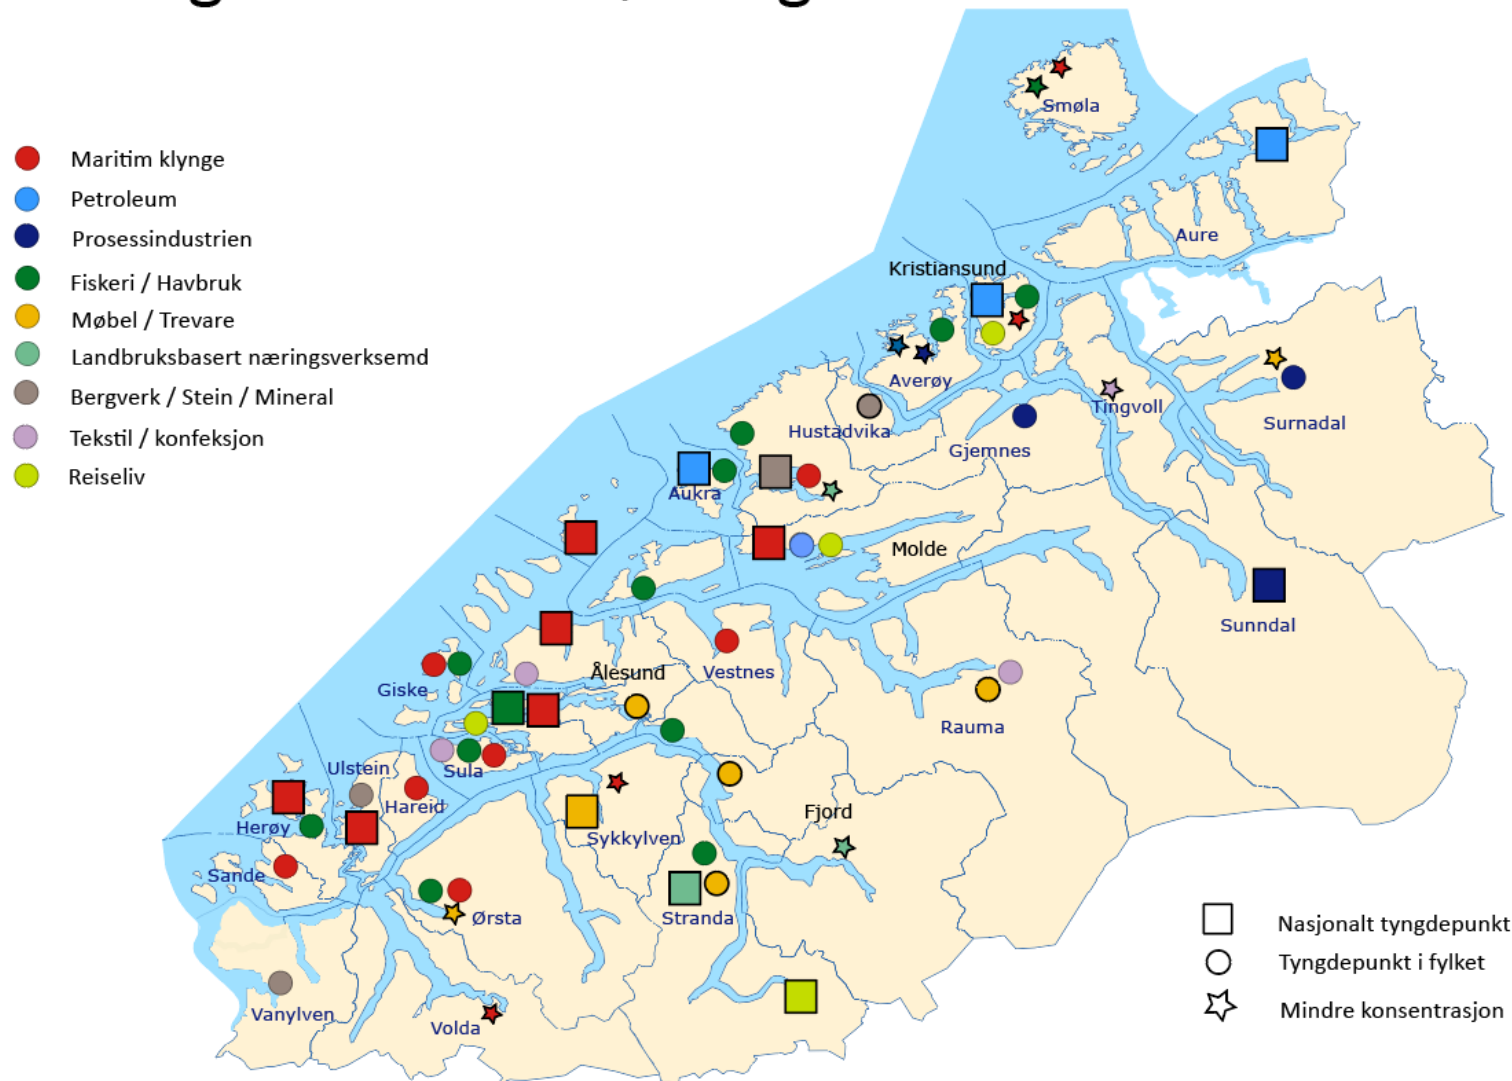 Maritim klynge
Petroleum
Prosessindustrien
Fiskeri / Havbruk
Møbel / Trevare
Landbruksbasert næringsverksemd
Bergverk / Stein / Mineral
Tekstil / konfeksjon
Reiseliv
Smøla
Aure
Kristiansund
Averøy
Tingvoll
Surnadal
Hustadvika
Gjemnes
Aukra
Molde
Sunndal
Vestnes
Ålesund
Giske
Rauma
Ulstein
Sula
Hareid
Herøy
Sykkylven
Fjord
Sande
Ørsta
Stranda
Vanylven
Volda
Nasjonalt tyngdepunkt
Tyngdepunkt i fylket
Mindre konsentrasjon